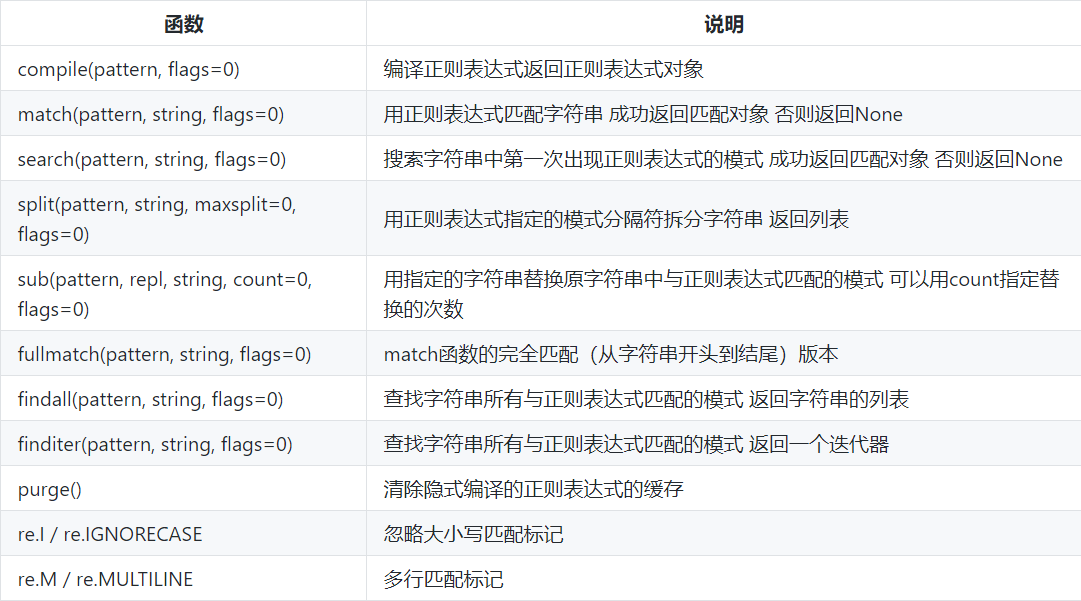 函数 说明
compile(pattern, flags=0) 编译正则表达式返回正则表达式对象
match(pattern, string, flags=0) 用正则表达式匹配字符串 成功返回匹配对象 否则返回None
search(pattern, string, flags=0) 搜索字符串中第一次出现正则表达式的模式 成功返回匹配对象 否则返回None
split(pattern, string, maxsplit=0,
flags=0)
用正则表达式指定的模式分隔符拆分字符串 返回列表
sub(pattern, repl, string, count=0,
flags=0)
用指定的字符串替换原字符串中与正则表达式匹配的模式 可以用count指定替
换的次数
fullmatch(pattern, string, flags=0) match函数的完全匹配（从字符串开头到结尾）版本
findall(pattern, string, flags=0) 查找字符串所有与正则表达式匹配的模式 返回字符串的列表
finditer(pattern, string, flags=0) 查找字符串所有与正则表达式匹配的模式 返回一个迭代器
purge() 清除隐式编译的正则表达式的缓存
re.I / re.IGNORECASE 忽略大小写匹配标记
re.M / re.MULTILINE 多行匹配标记